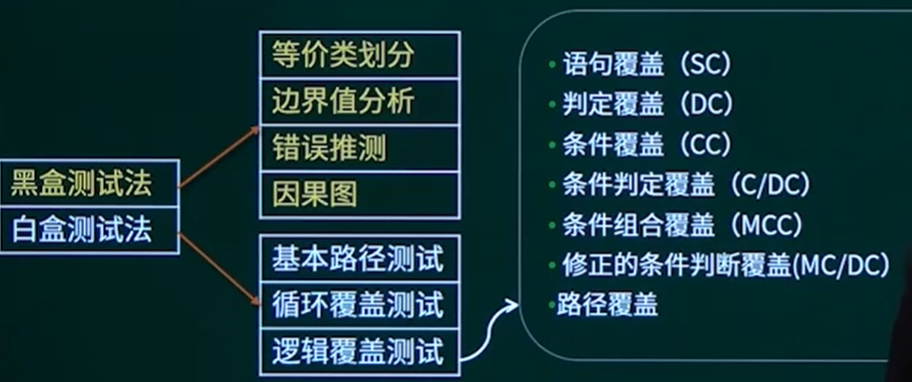 黑盒测试法
白盒测试法
等价类划分
边界值分析
错误推测
因果图
基本路径测试
循环覆盖测试
逻辑覆盖测试
•语句覆盖（SC）
•判定覆盖（DC）
•条件覆盖（CC）
•条件判定覆盖（C/DC）
•条件组合覆盖（MCC）
•修正的条件判断覆盖(MC/DC）
•路径覆盖